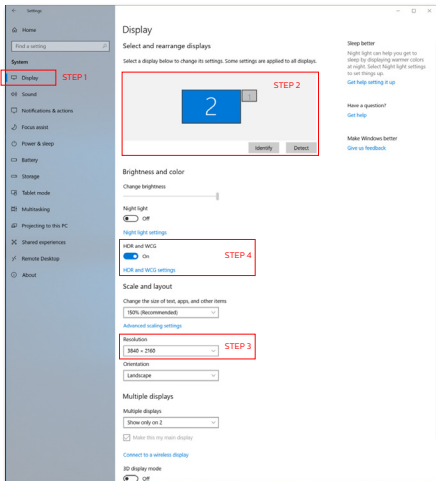 Settings
Home
Find a setting
System
Display
STEP 1
Sound
Notifications & actions
Focus assist
Power & sleep
Battery
Storage
Tablet mode
Multitasking
Projecting to this PC
Shared experiences
Remote Desktop
About
Display
Select and rearrange displays
Select a display below to change its settings. Some settings are applied to all displays.
STEP 2
2
1
Identify
Detect
Brightness and color
Change brightness
Night light
Off
Night light settings
HDR and WCG
On
STEP 4
HDR and WCG settings
Scale and layout
Change the size of text, apps, and other items
150% (Recommended)
Advanced scaling settings
Resolution
STEP 3
3840 × 2160
Orientation
Landscape
Multiple displays
Multiple displays
Show only on 2
Make this my main display
Connect to a wireless display
3D display mode
Off
Sleep better
Night light can help you get to
sleep by displaying warmer colors
at night. Select Night light settings
to set things up.
Get help setting it up
Have a question?
Get help
Make Windows better
Give us feedback